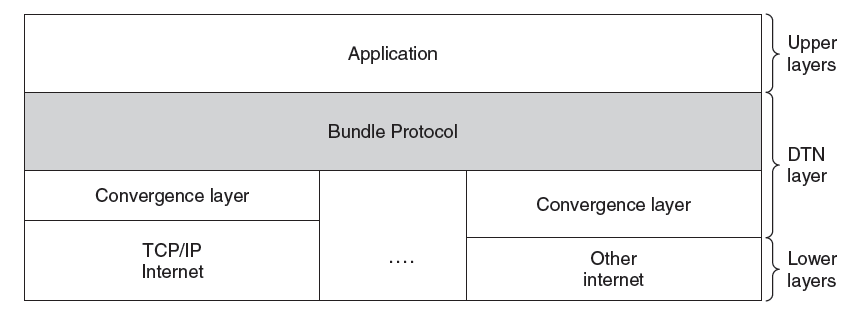 Application
Upper
layers
Bundle Protocol
DTN
layer
Convergence layer
Convergence layer
TCP/IP
Internet
....
Other
internet
Lower
layers